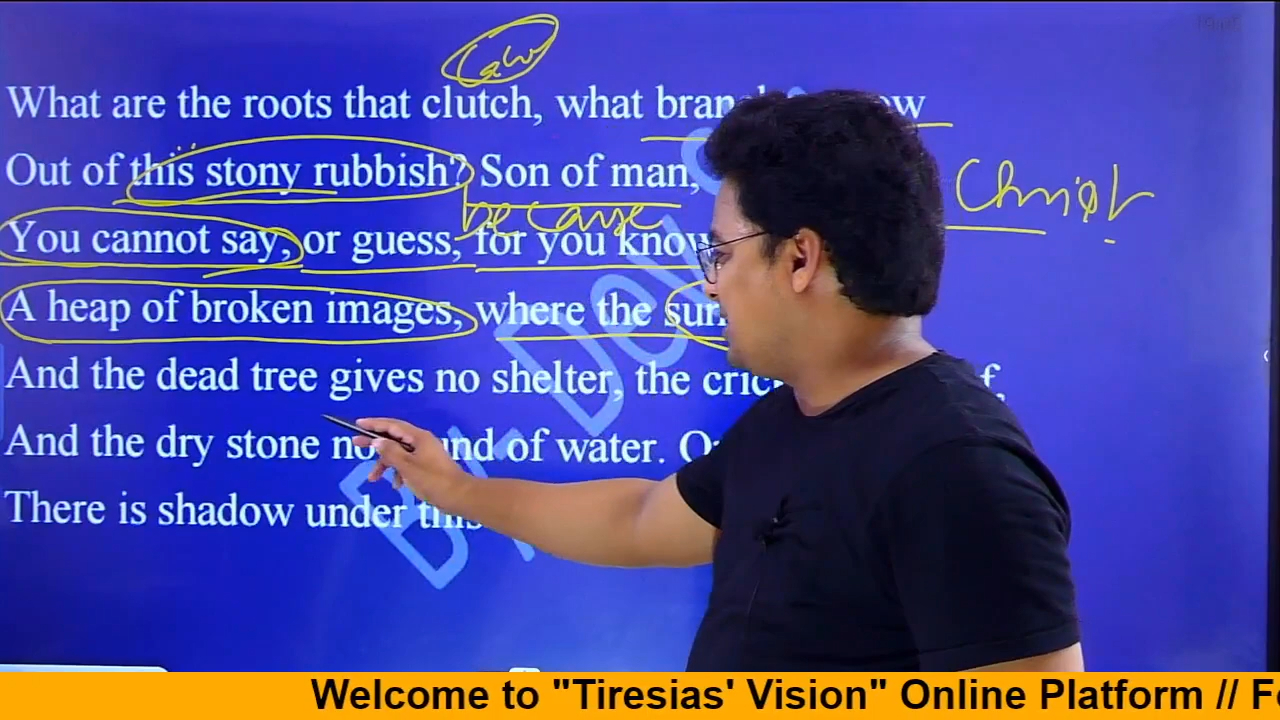 Law
What are the roots that clutch, what
Out of this stony rubbish? Son of man,
Christ
because
You cannot say, or guess, for you know
A heap of broken images, where the sun
And the dead tree gives no shelter, the
And the dry stone no of water.
There is shadow under this
Welcome to "Tiresias' Vision" Online Platform //